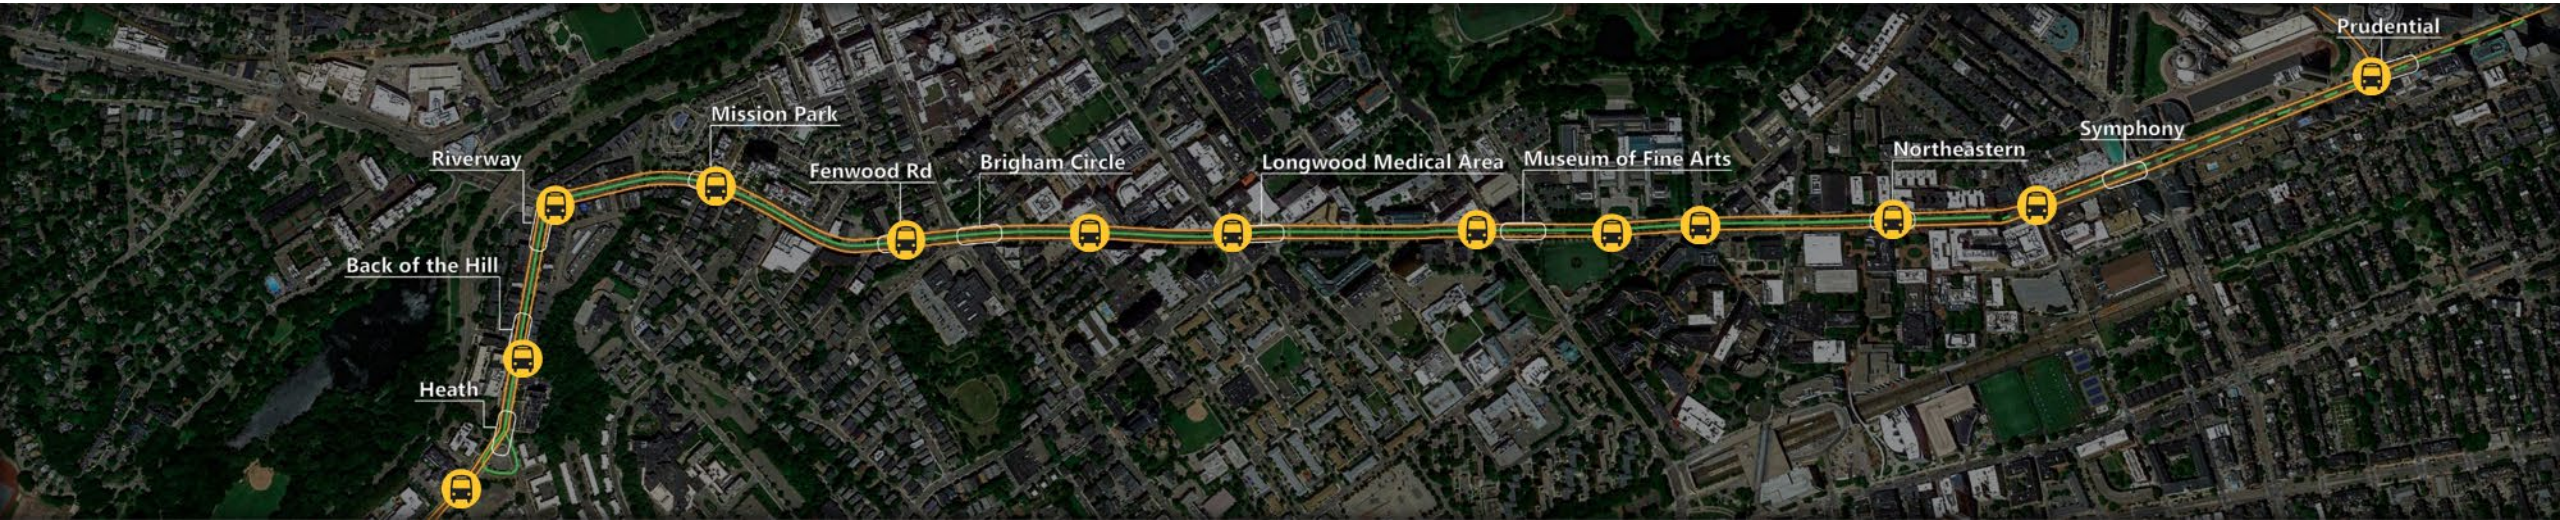 Prudential
Mission Park
Symphony
Riverway
Fenwood Rd
Brigham Circle
Longwood Medical Area
Museum of Fine Arts
Northeastern
Back of the Hill
Heath